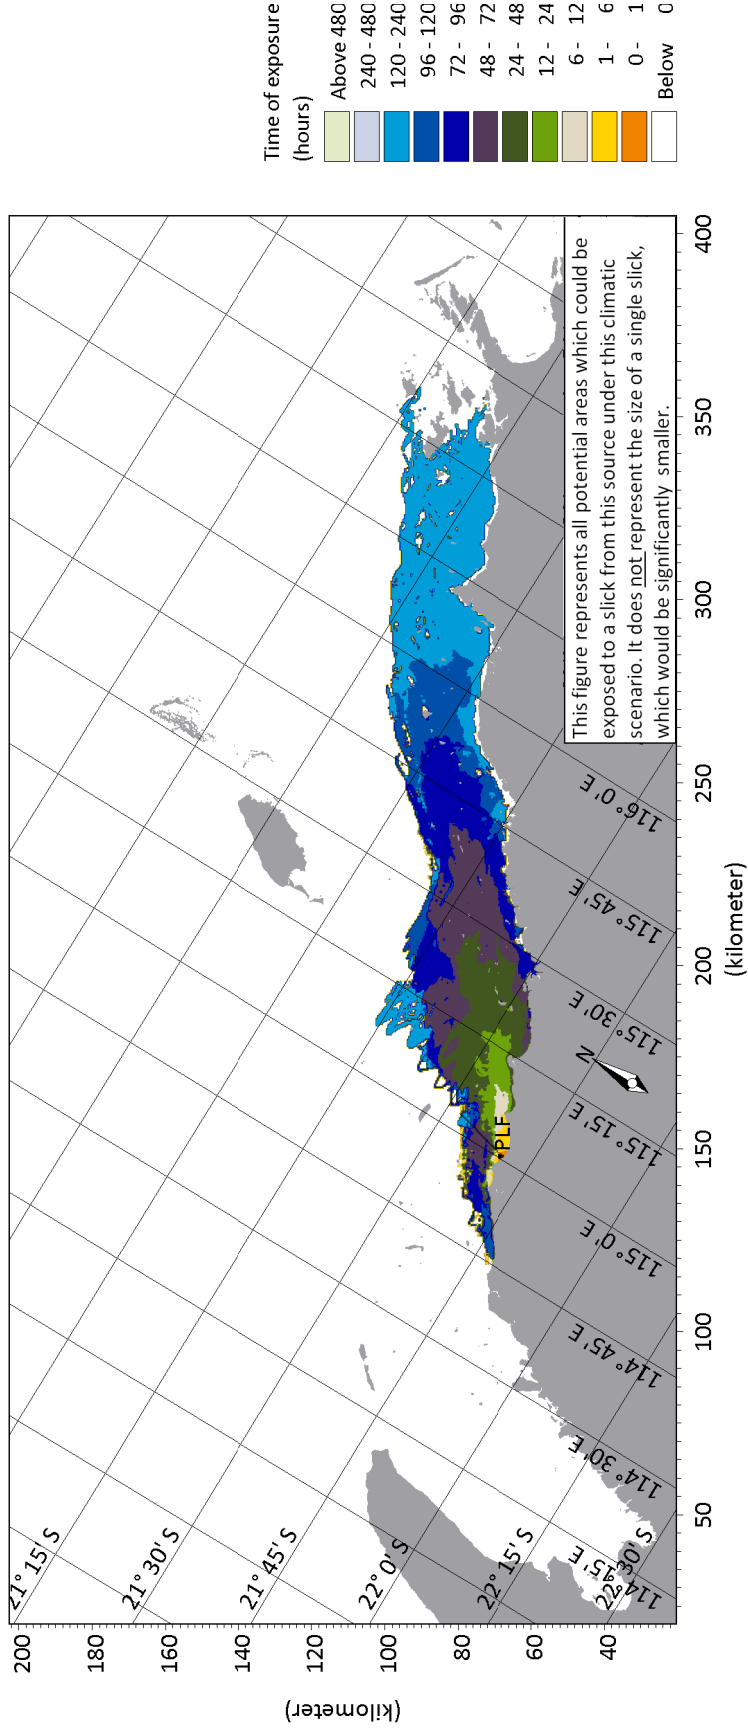 Time of exposure
(hours)
Above 480
240 - 480
120 - 240
96 - 120
72 - 96
48 - 72
24 - 48
12 - 24
6 - 12
1 - 6
0 - 1
Below 0
This figure represents all potential areas which could be
exposed to a slick from this source under this climatic
scenario. It does not represent the size of a single slick,
which would be significantly smaller.
21° 15' S
21° 30' S
21° 45' S
22° 0' S
22° 15' S
22° 30' S
114° 15' E
114° 30' E
114° 45' E
115° 0' E
115° 15' E
115° 30' E
115° 45' E
116° 0' E
N
PLF
200
180
160
140
120
100
80
60
40
(kilometer)
50
100
150
200
250
300
350
400
(kilometer)